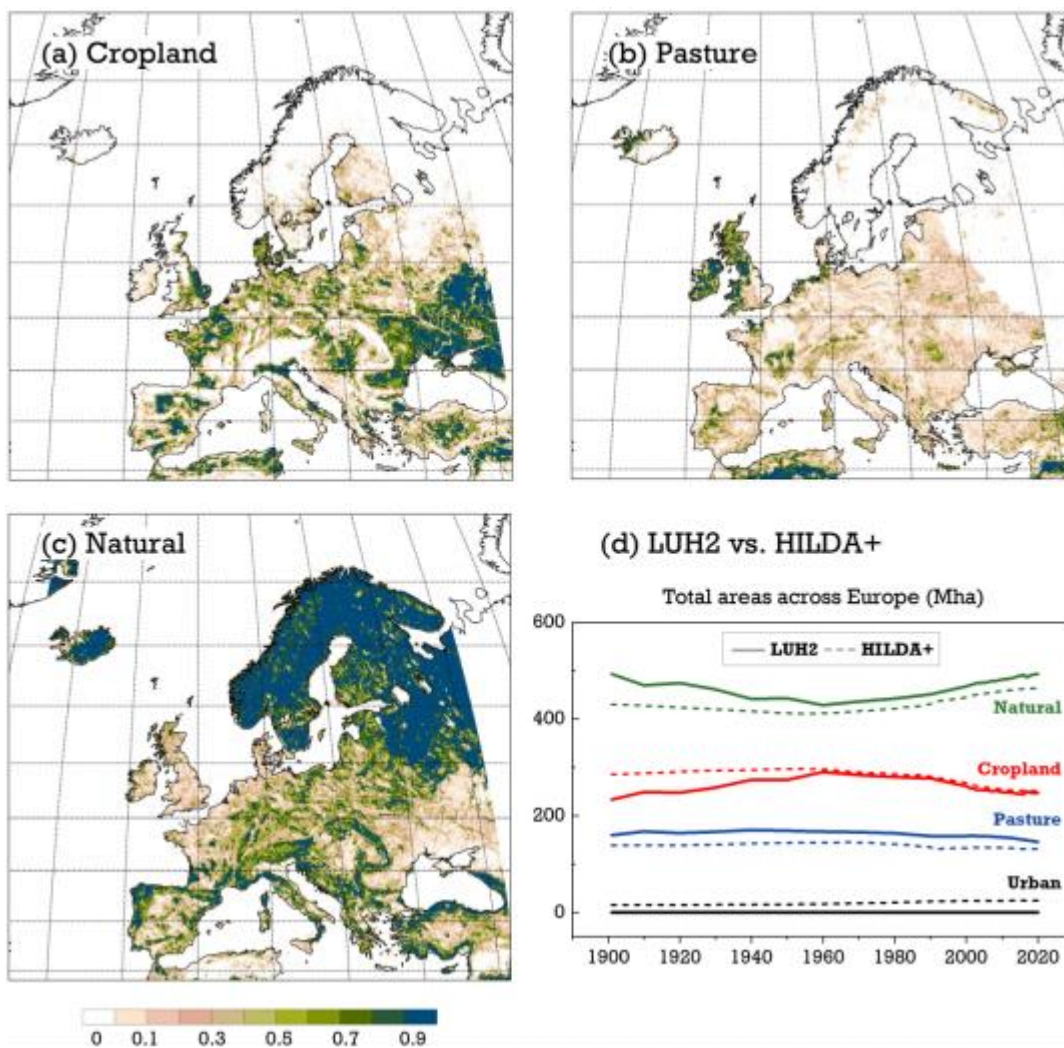 (a) Cropland
(b) Pasture
(c) Natural
0 0.1 0.3 0.5 0.7 0.9
(d) LUH2 vs. HILDA+
Total areas across Europe (Mha)
LUH2 HILDA+
600
400
200
0
Natural
Cropland
Pasture
Urban
1900 1920 1940 1960 1980 2000 2020